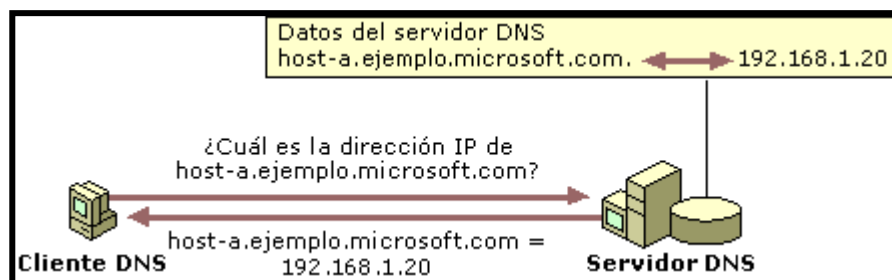 Datos del servidor DNS
host-a.ejemplo.microsoft.com. 192.168.1.20
¿Cuál es la dirección IP de
host-a.ejemplo.microsoft.com?
host-a.ejemplo.microsoft.com =
192.168.1.20
Cliente DNS
Servidor DNS